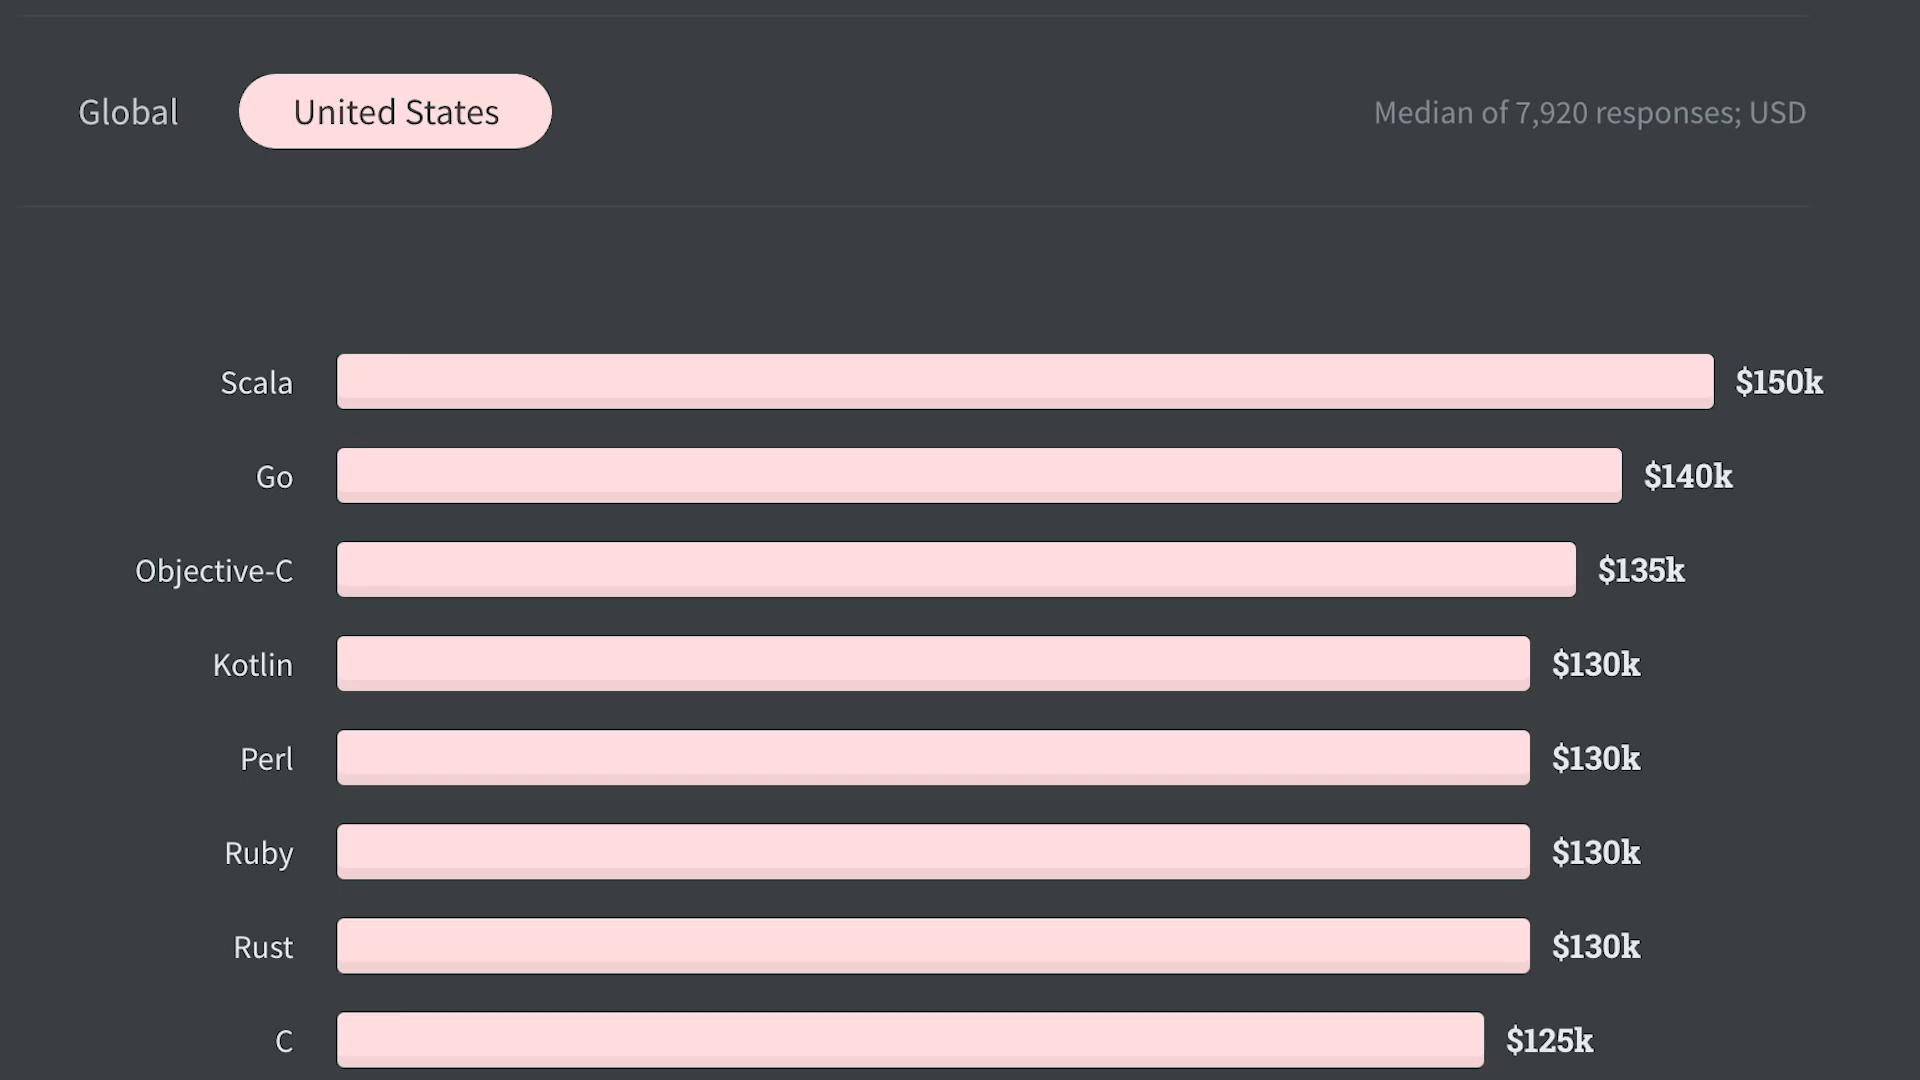 Global United States Median of 7,920 responses; USD
Scala $150k
Go $140k
Objective-C $135k
Kotlin $130k
Perl $130k
Ruby $130k
Rust $130k
C $125k